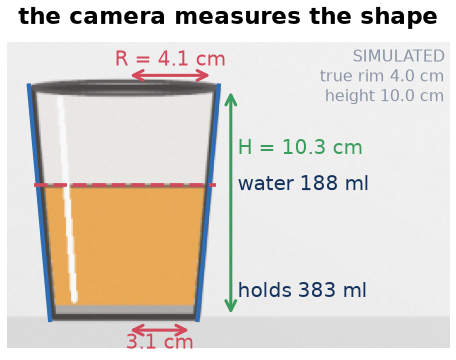 the camera measures the shape
SIMULATED
true rim 4.0 cm
height 10.0 cm
R = 4.1 cm
H = 10.3 cm
water 188 ml
holds 383 ml
3.1 cm